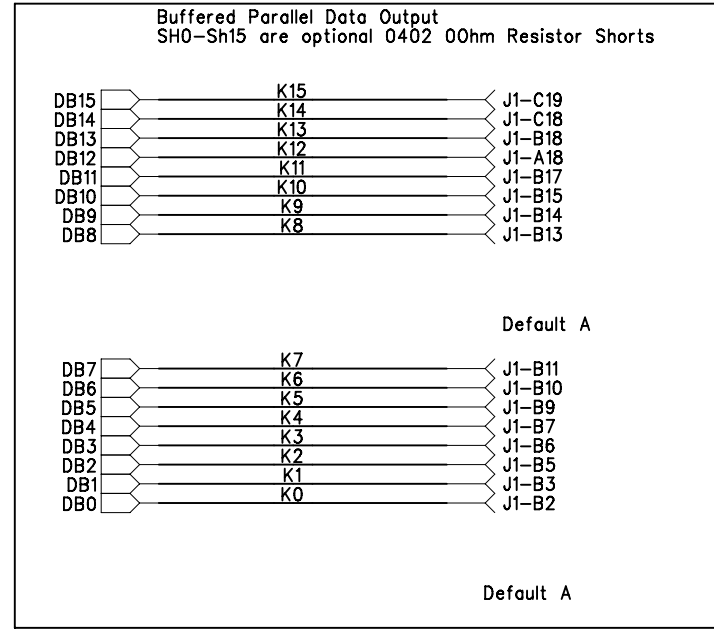 Buffered Parallel Data Output
SH0-Sh15 are optional 0402 0Ohm Resistor Shorts
DB15 K15 J1-C19
DB14 K14 J1-C18
DB13 K13 J1-B18
DB12 K12 J1-A18
DB11 K11 J1-B17
DB10 K10 J1-B15
DB9 K9 J1-B14
DB8 K8 J1-B13
Default A
DB7 K7 J1-B11
DB6 K6 J1-B10
DB5 K5 J1-B9
DB4 K4 J1-B7
DB3 K3 J1-B6
DB2 K2 J1-B5
DB1 K1 J1-B3
DB0 K0 J1-B2
Default A